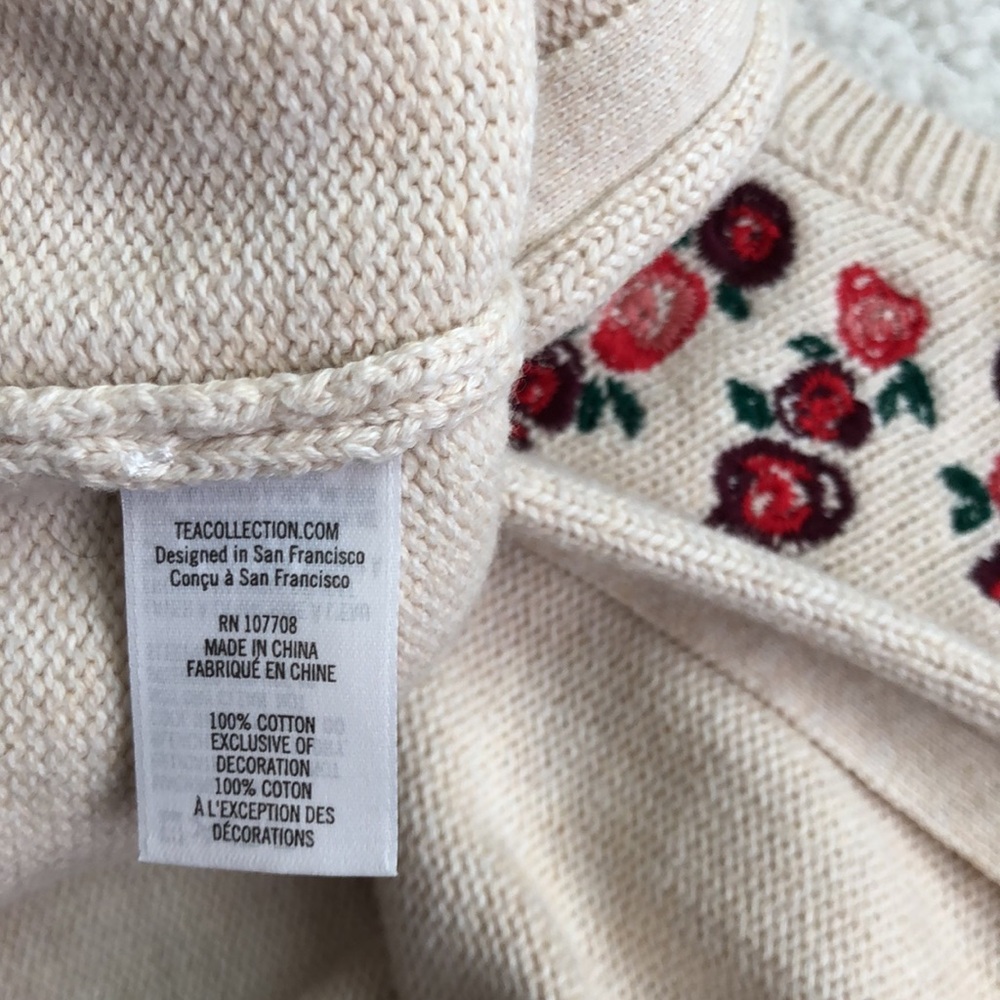 TEACOLLECTION.COM
Designed in San Francisco
Conçu à San Francisco
RN 107708
MADE IN CHINA
FABRIQUÉ EN CHINE
100% COTTON
EXCLUSIVE OF
DECORATION
100% COTON
À L'EXCEPTION DES
DÉCORATIONS